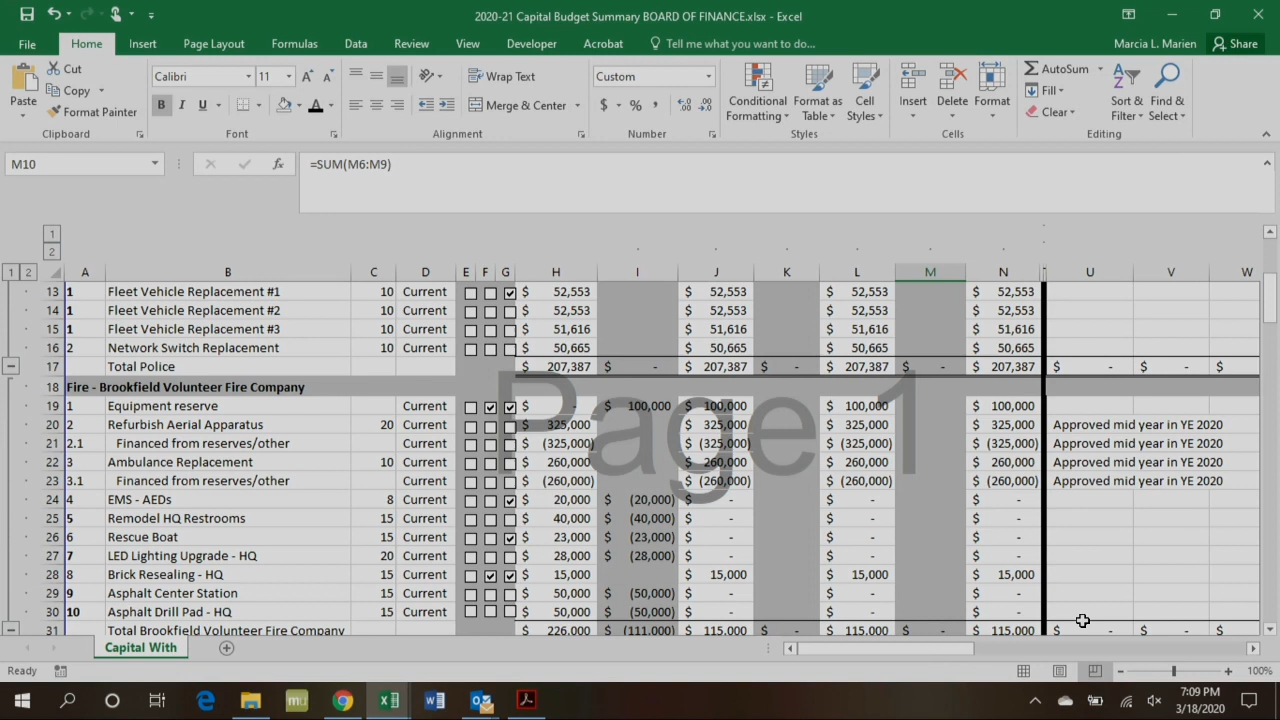 2020-21 Capital Budget Summary BOARD OF FINANCE.xlsx - Excel
File Home Insert Page Layout Formulas Data Review View Developer Acrobat Tell me what you want to do... Marcia L. Marien Share
Paste Cut Copy Format Painter Calibri 11 B I U A Wrap Text Merge & Center Custom $ % , Conditional Formatting Format as Table Cell Styles Insert Delete Format AutoSum Fill Clear Sort & Filter Find & Select
Clipboard Font Alignment Number Styles Cells Editing
M10 fx =SUM(M6:M9)
1
2
1 2 A B C D E F G H I J K L M N U V W
13 1 Fleet Vehicle Replacement #1 10 Current $ 52,553 $ 52,553 $ 52,553 $ 52,553
14 1 Fleet Vehicle Replacement #2 10 Current $ 52,553 $ 52,553 $ 52,553 $ 52,553
15 1 Fleet Vehicle Replacement #3 10 Current $ 51,616 $ 51,616 $ 51,616 $ 51,616
16 2 Network Switch Replacement 10 Current $ 50,665 $ 50,665 $ 50,665 $ 50,665
17 Total Police $ 207,387 $ - $ 207,387 $ - $ 207,387 $ - $ 207,387 $ - $ - $
18 Fire - Brookfield Volunteer Fire Company
19 1 Equipment reserve Current $ - $ 100,000 $ 100,000 $ 100,000 $ 100,000
20 2 Refurbish Aerial Apparatus 20 Current $ 325,000 $ 325,000 $ 325,000 $ 325,000 Approved mid year in YE 2020
21 2.1 Financed from reserves/other Current $ (325,000) $ (325,000) $ (325,000) $ (325,000) Approved mid year in YE 2020
22 3 Ambulance Replacement 10 Current $ 260,000 $ 260,000 $ 260,000 $ 260,000 Approved mid year in YE 2020
23 3.1 Financed from reserves/other Current $ (260,000) $ (260,000) $ (260,000) $ (260,000) Approved mid year in YE 2020
24 4 EMS - AEDs 8 Current $ 20,000 $ (20,000) $ - $ - $ -
25 5 Remodel HQ Restrooms 15 Current $ 40,000 $ (40,000) $ - $ - $ -
26 6 Rescue Boat 15 Current $ 23,000 $ (23,000) $ - $ - $ -
27 7 LED Lighting Upgrade - HQ 20 Current $ 28,000 $ (28,000) $ - $ - $ -
28 8 Brick Resealing - HQ 15 Current $ 15,000 $ 15,000 $ 15,000 $ 15,000
29 9 Asphalt Center Station 15 Current $ 50,000 $ (50,000) $ - $ - $ -
30 10 Asphalt Drill Pad - HQ 15 Current $ 50,000 $ (50,000) $ - $ - $ -
31 Total Brookfield Volunteer Fire Company $ 226,000 $ (111,000) $ 115,000 $ - $ 115,000 $ - $ 115,000 $ - $ - $
Page 1
Capital With
Ready 100%
7:09 PM
3/18/2020